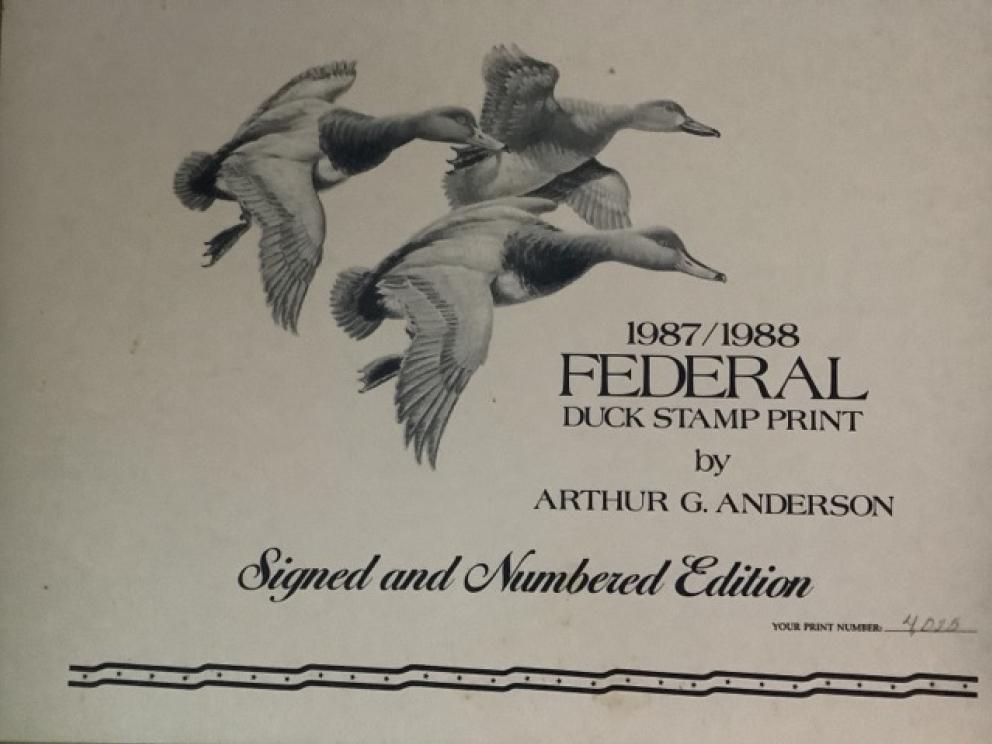 1987/1988
FEDERAL
DUCK STAMP PRINT
by
ARTHUR G. ANDERSON
Signed and Numbered Edition
YOUR PRINT NUMBER: